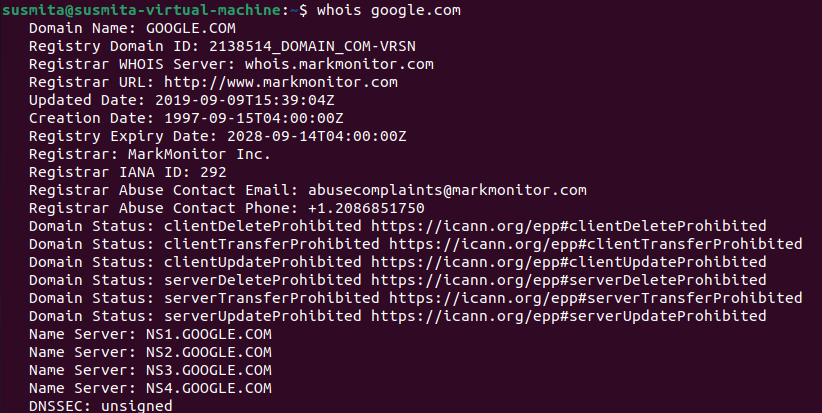 susmita@susmita-virtual-machine:~$ whois google.com
Domain Name: GOOGLE.COM
Registry Domain ID: 2138514_DOMAIN_COM-VRSN
Registrar WHOIS Server: whois.markmonitor.com
Registrar URL: http://www.markmonitor.com
Updated Date: 2019-09-09T15:39:04Z
Creation Date: 1997-09-15T04:00:00Z
Registry Expiry Date: 2028-09-14T04:00:00Z
Registrar: MarkMonitor Inc.
Registrar IANA ID: 292
Registrar Abuse Contact Email: abusecomplaints@markmonitor.com
Registrar Abuse Contact Phone: +1.2086851750
Domain Status: clientDeleteProhibited https://icann.org/epp#clientDeleteProhibited
Domain Status: clientTransferProhibited https://icann.org/epp#clientTransferProhibited
Domain Status: clientUpdateProhibited https://icann.org/epp#clientUpdateProhibited
Domain Status: serverDeleteProhibited https://icann.org/epp#serverDeleteProhibited
Domain Status: serverTransferProhibited https://icann.org/epp#serverTransferProhibited
Domain Status: serverUpdateProhibited https://icann.org/epp#serverUpdateProhibited
Name Server: NS1.GOOGLE.COM
Name Server: NS2.GOOGLE.COM
Name Server: NS3.GOOGLE.COM
Name Server: NS4.GOOGLE.COM
DNSSEC: unsigned